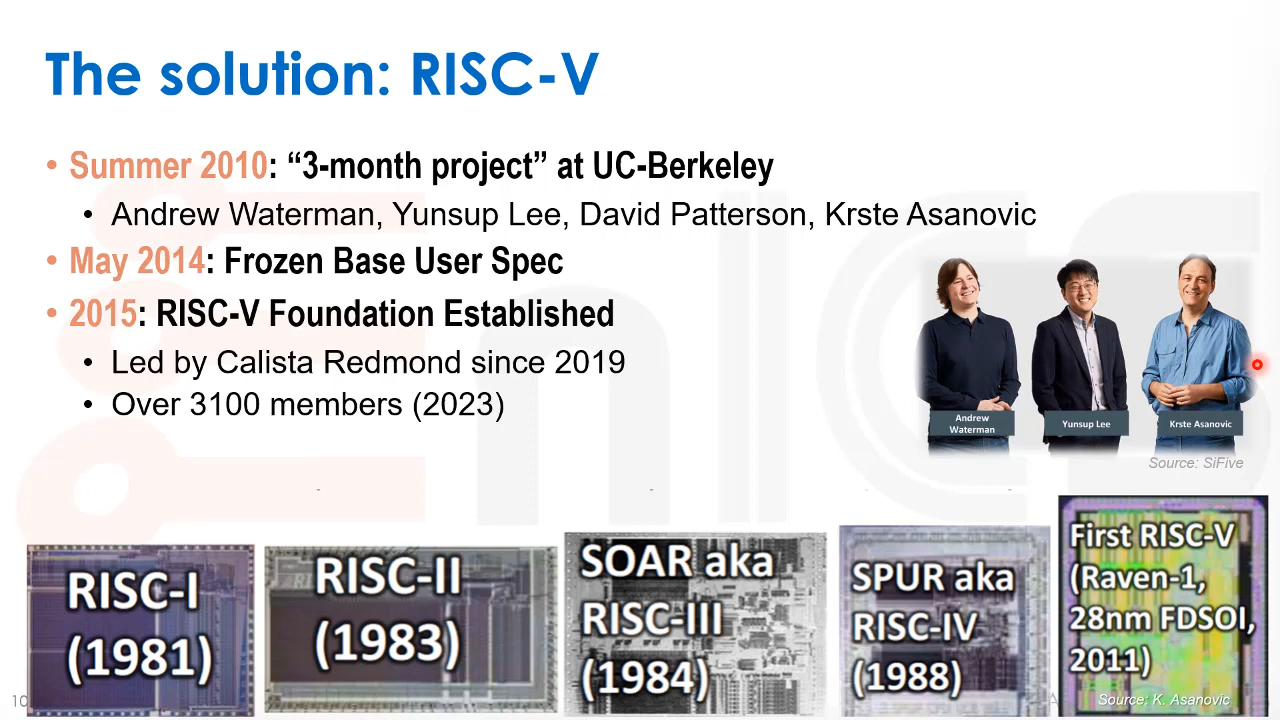 The solution: RISC-V
• Summer 2010: “3-month project” at UC-Berkeley
• Andrew Waterman, Yunsup Lee, David Patterson, Krste Asanovic
• May 2014: Frozen Base User Spec
• 2015: RISC-V Foundation Established
• Led by Calista Redmond since 2019
• Over 3100 members (2023)
Andrew
Waterman
Yunsup Lee
Krste Asanovic
Source: SiFive
RISC-I
(1981)
RISC-II
(1983)
SOAR aka
RISC-III
(1984)
SPUR aka
RISC-IV
(1988)
First RISC-V
(Raven-1,
28nm FDSOI,
2011)
10
Source: K. Asanovic